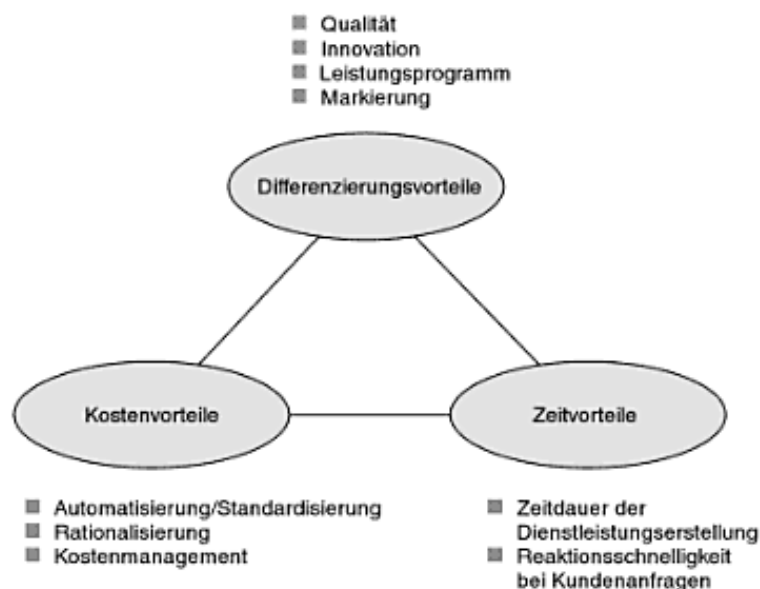 Qualität
Innovation
Leistungsprogramm
Markierung
Differenzierungsvorteile
Kostenvorteile
Zeitvorteile
Automatisierung/Standardisierung
Rationalisierung
Kostenmanagement
Zeitdauer der
Dienstleistungserstellung
Reaktionsschnelligkeit
bei Kundenanfragen